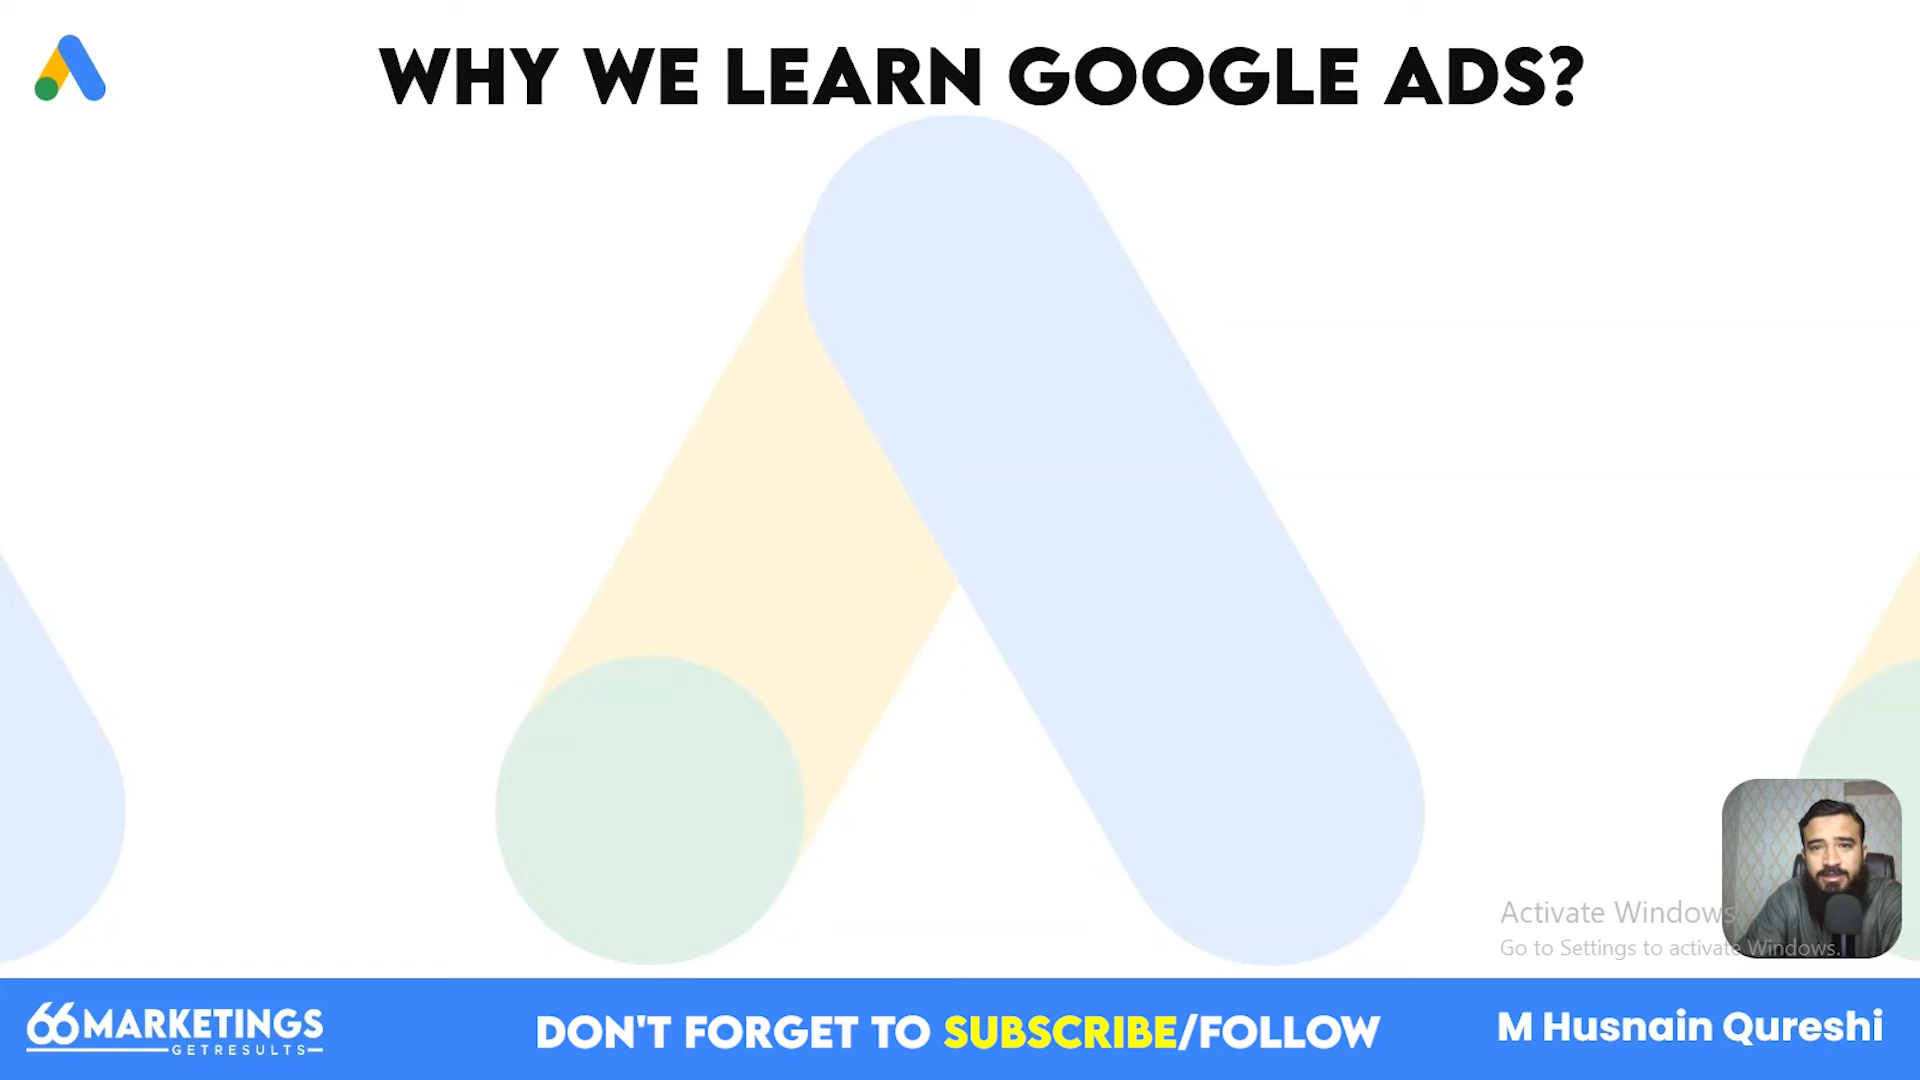 WHY WE LEARN GOOGLE ADS?
Activate Windows
Go to Settings to activate Windows.
66MARKETINGS
GETRESULTS
DON'T FORGET TO SUBSCRIBE/FOLLOW
M Husnain Qureshi